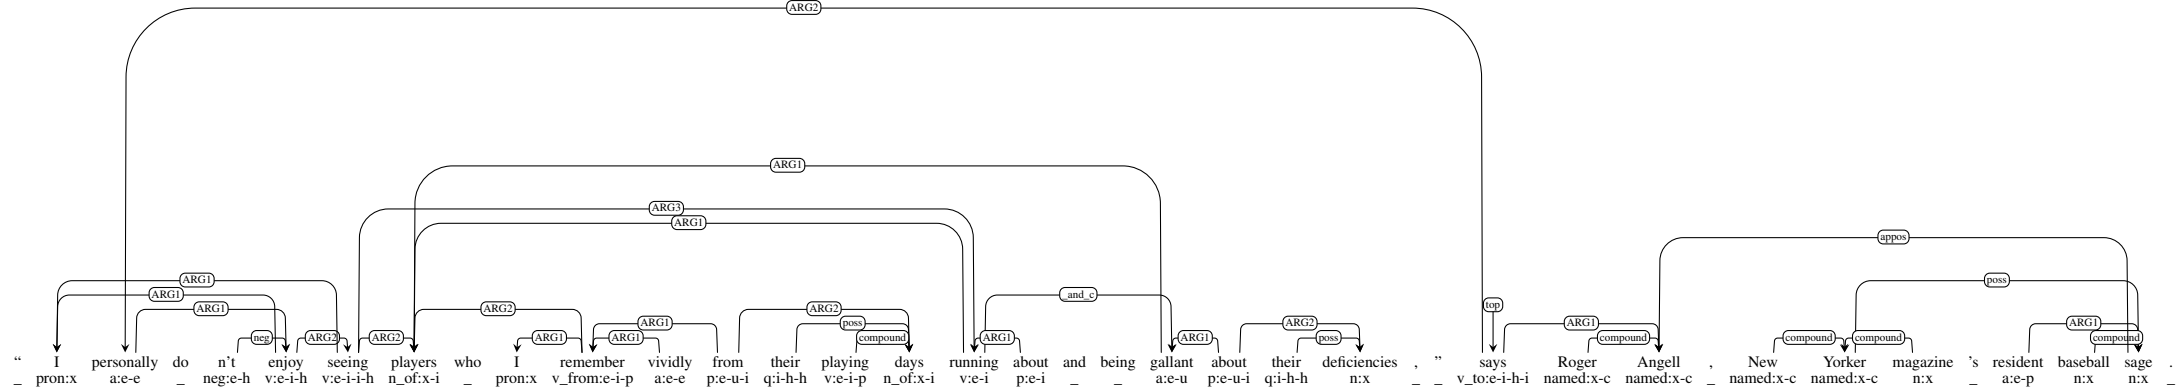 ARG2
ARG1
ARG3
ARG1
appos
ARG1 poss
ARG1 _and_c
ARG1 ARG2 ARG2 top
ARG1 poss ARG2 ARG1 ARG1
neg ARG2 ARG2 ARG1 ARG1 compound ARG1 ARG1 poss compound compound compound compound
“ I personally do n’t enjoy seeing players who I remember vividly from their playing days running about and being gallant about their deficiencies , ” says Roger Angell , New Yorker magazine ’s resident baseball sage .
_ pron:x a:e-e _ neg:e-h v:e-i-h v:e-i-i-h n_of:x-i _ pron:x v_from:e-i-p a:e-e p:e-u-i q:i-h-h v:e-i-p n_of:x-i v:e-i p:e-i _ _ a:e-u p:e-u-i q:i-h-h n:x _ _ v_to:e-i-h-i named:x-c named:x-c _ named:x-c named:x-c n:x _ a:e-p n:x n:x _